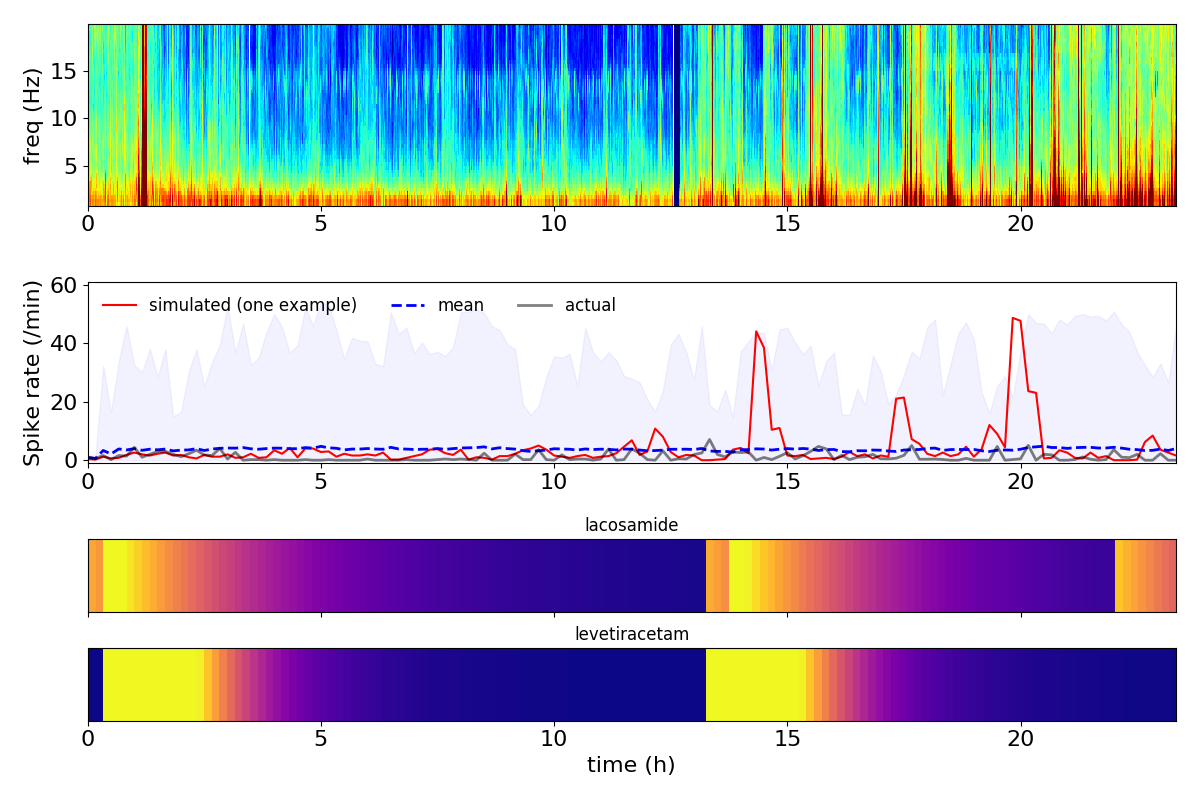 freq (Hz)
15
10
5
0 5 10 15 20
Spike rate (/min)
60
40
20
0
simulated (one example) mean actual
0 5 10 15 20
lacosamide
levetiracetam
0 5 10 15 20
time (h)